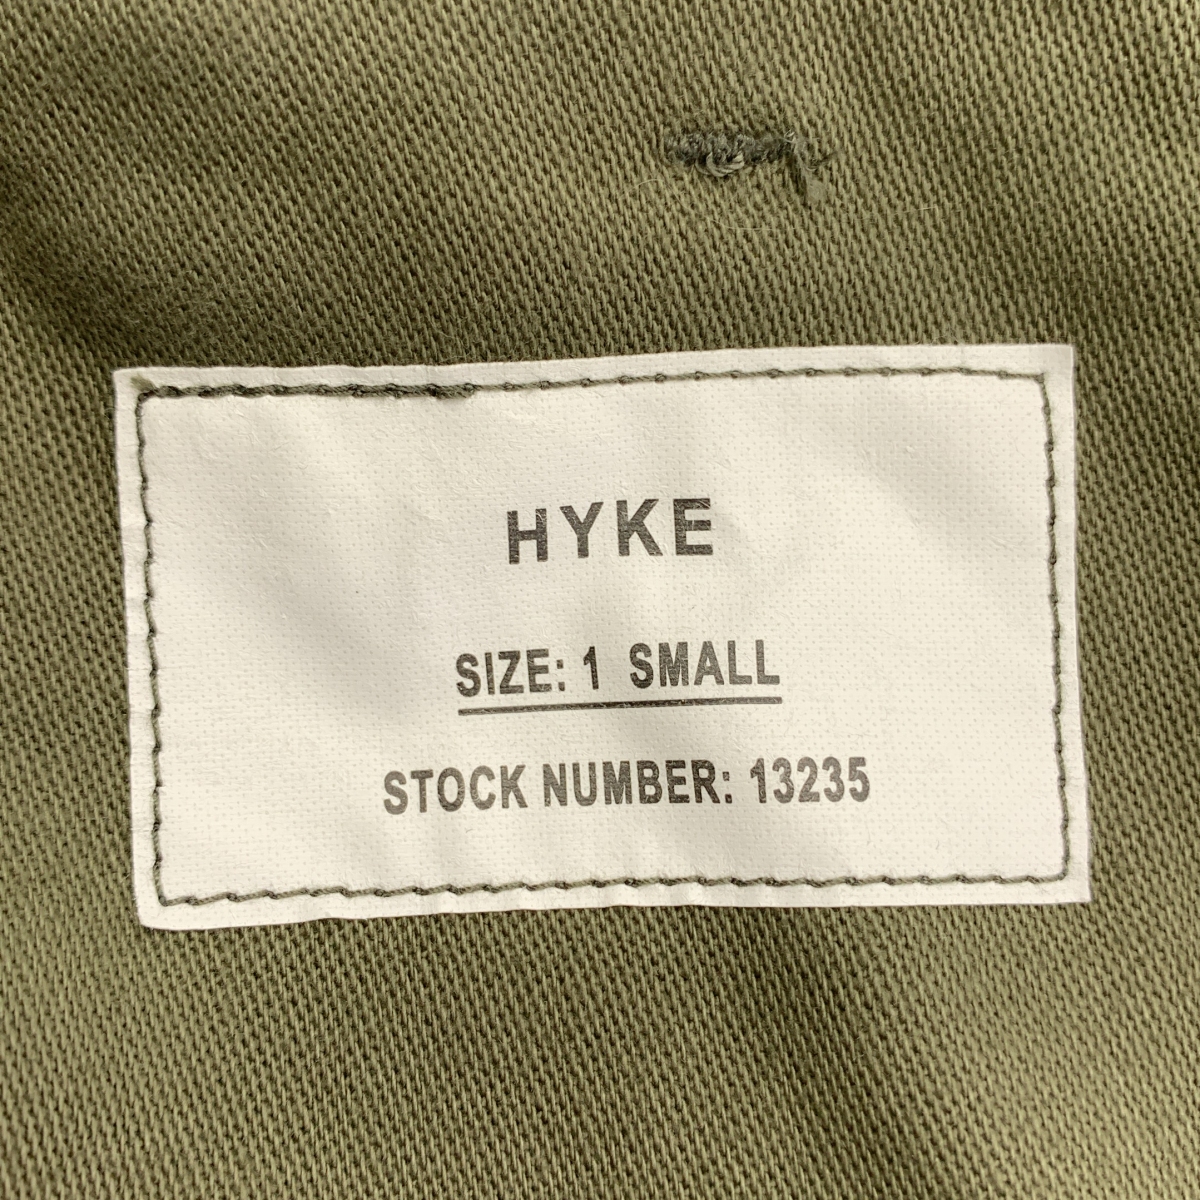 HYKE
SIZE: 1 SMALL
STOCK NUMBER: 13235